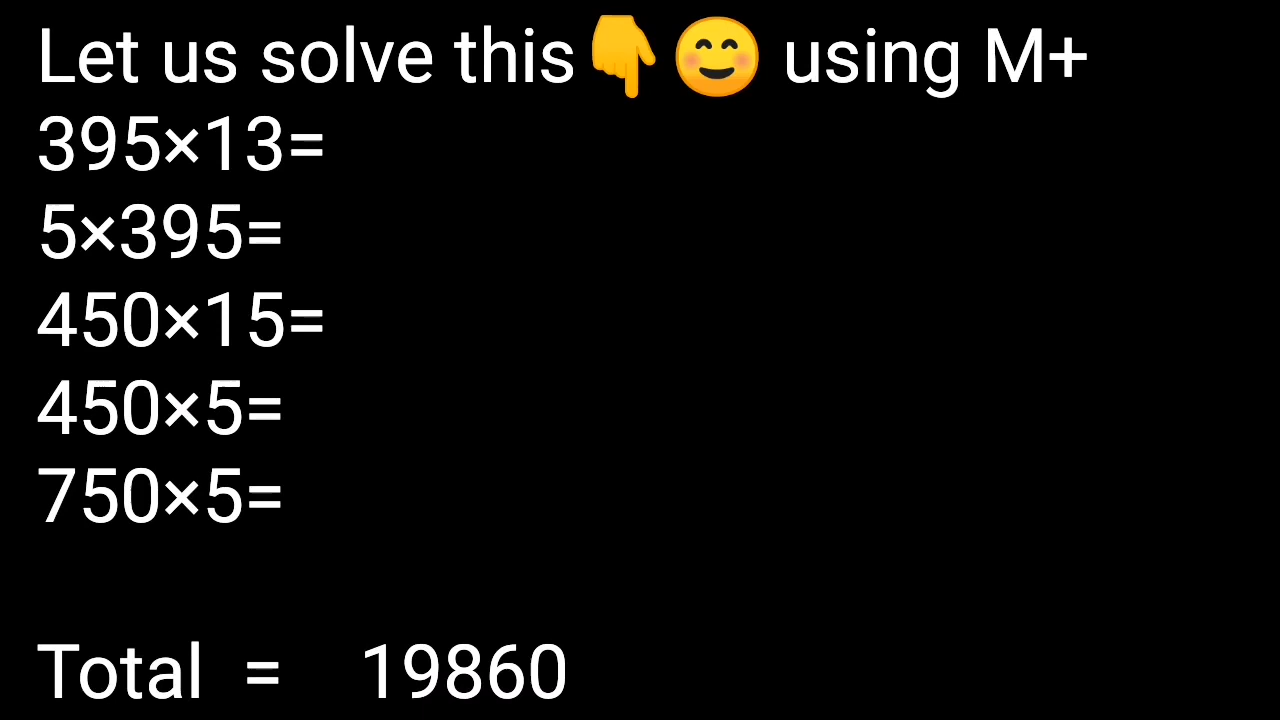 Let us solve this👇😊 using M+
395×13=
5×395=
450×15=
450×5=
750×5=
Total = 19860